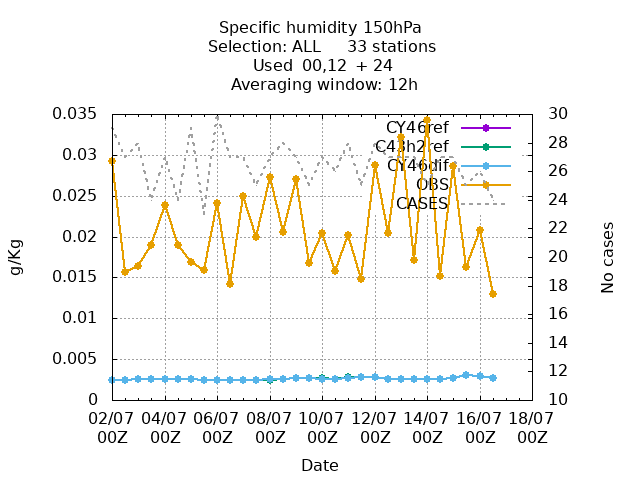 Specific humidity 150hPa
Selection: ALL 33 stations
Used 00,12 + 24
Averaging window: 12h
0.035
0.03
0.025
0.02
0.015
0.01
0.005
0
g/Kg
30
28
26
24
22
20
18
16
14
12
10
No cases
CY46ref
C43h2ref
CY46dif
OBS
CASES
02/07 04/07 06/07 08/07 10/07 12/07 14/07 16/07 18/07
00Z 00Z 00Z 00Z 00Z 00Z 00Z 00Z 00Z
Date